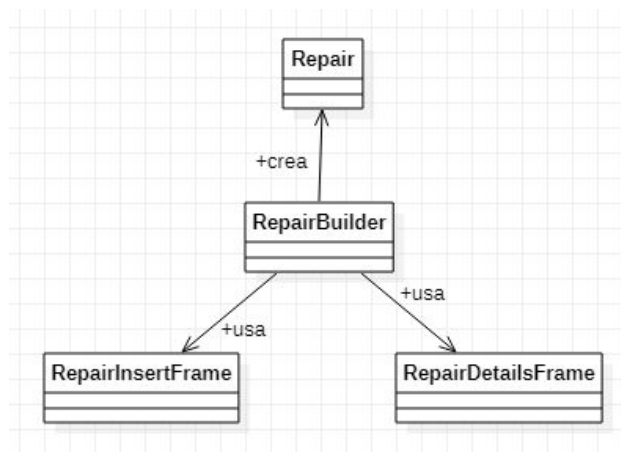 Repair
+crea
RepairBuilder
+usa
+usa
RepairInsertFrame
RepairDetailsFrame